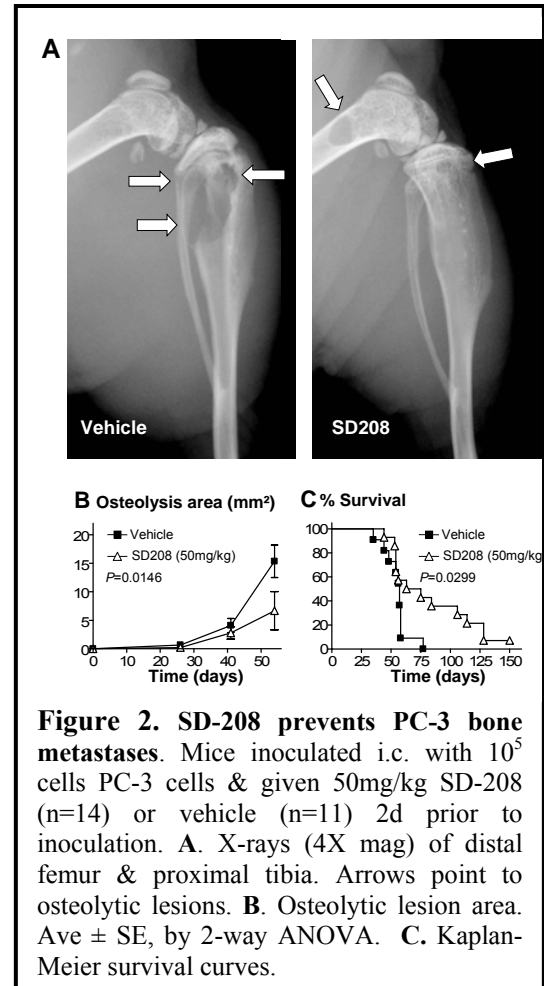 A
Vehicle
SD208
B Osteolysis area (mm²)
Vehicle
SD208 (50mg/kg)
P=0.0146
20
15
10
5
0
0 10 20 30 40 50
Time (days)
C % Survival
Vehicle
SD208 (50mg/kg)
P=0.0299
100
80
60
40
20
0
0 25 50 75 100 125 150
Time (days)
Figure 2. SD-208 prevents PC-3 bone
metastases. Mice inoculated i.c. with 10⁵
cells PC-3 cells & given 50mg/kg SD-208
(n=14) or vehicle (n=11) 2d prior to
inoculation. A. X-rays (4X mag) of distal
femur & proximal tibia. Arrows point to
osteolytic lesions. B. Osteolytic lesion area.
Ave ± SE, by 2-way ANOVA. C. Kaplan-
Meier survival curves.